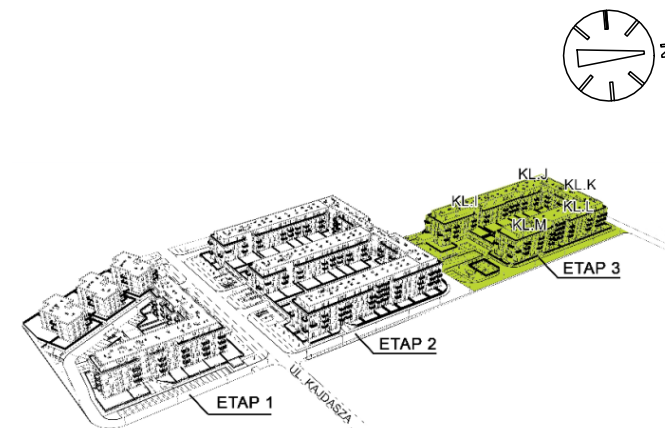 N
KL.J
KL.K
KL.I
KL.L
KL.M
ETAP 3
ETAP 2
UL. KAJDASZA
ETAP 1